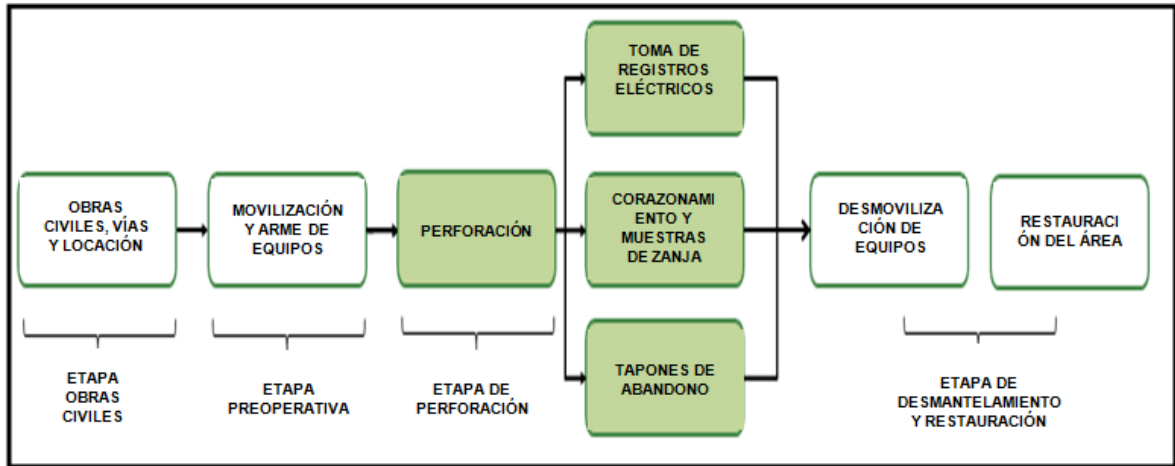 OBRAS
CIVILES, VÍAS
Y LOCACIÓN
MOVILIZACIÓN
Y ARME DE
EQUIPOS
PERFORACIÓN
TOMA DE
REGISTROS
ELÉCTRICOS
CORAZONAMI
ENTO Y
MUESTRAS
DE ZANJA
TAPONES DE
ABANDONO
DESMOVILIZA
CIÓN DE
EQUIPOS
RESTAURACI
ÓN DEL ÁREA
ETAPA
OBRAS
CIVILES
ETAPA
PREOPERATIVA
ETAPA DE
PERFORACIÓN
ETAPA DE
DESMANTELAMIENTO
Y RESTAURACIÓN